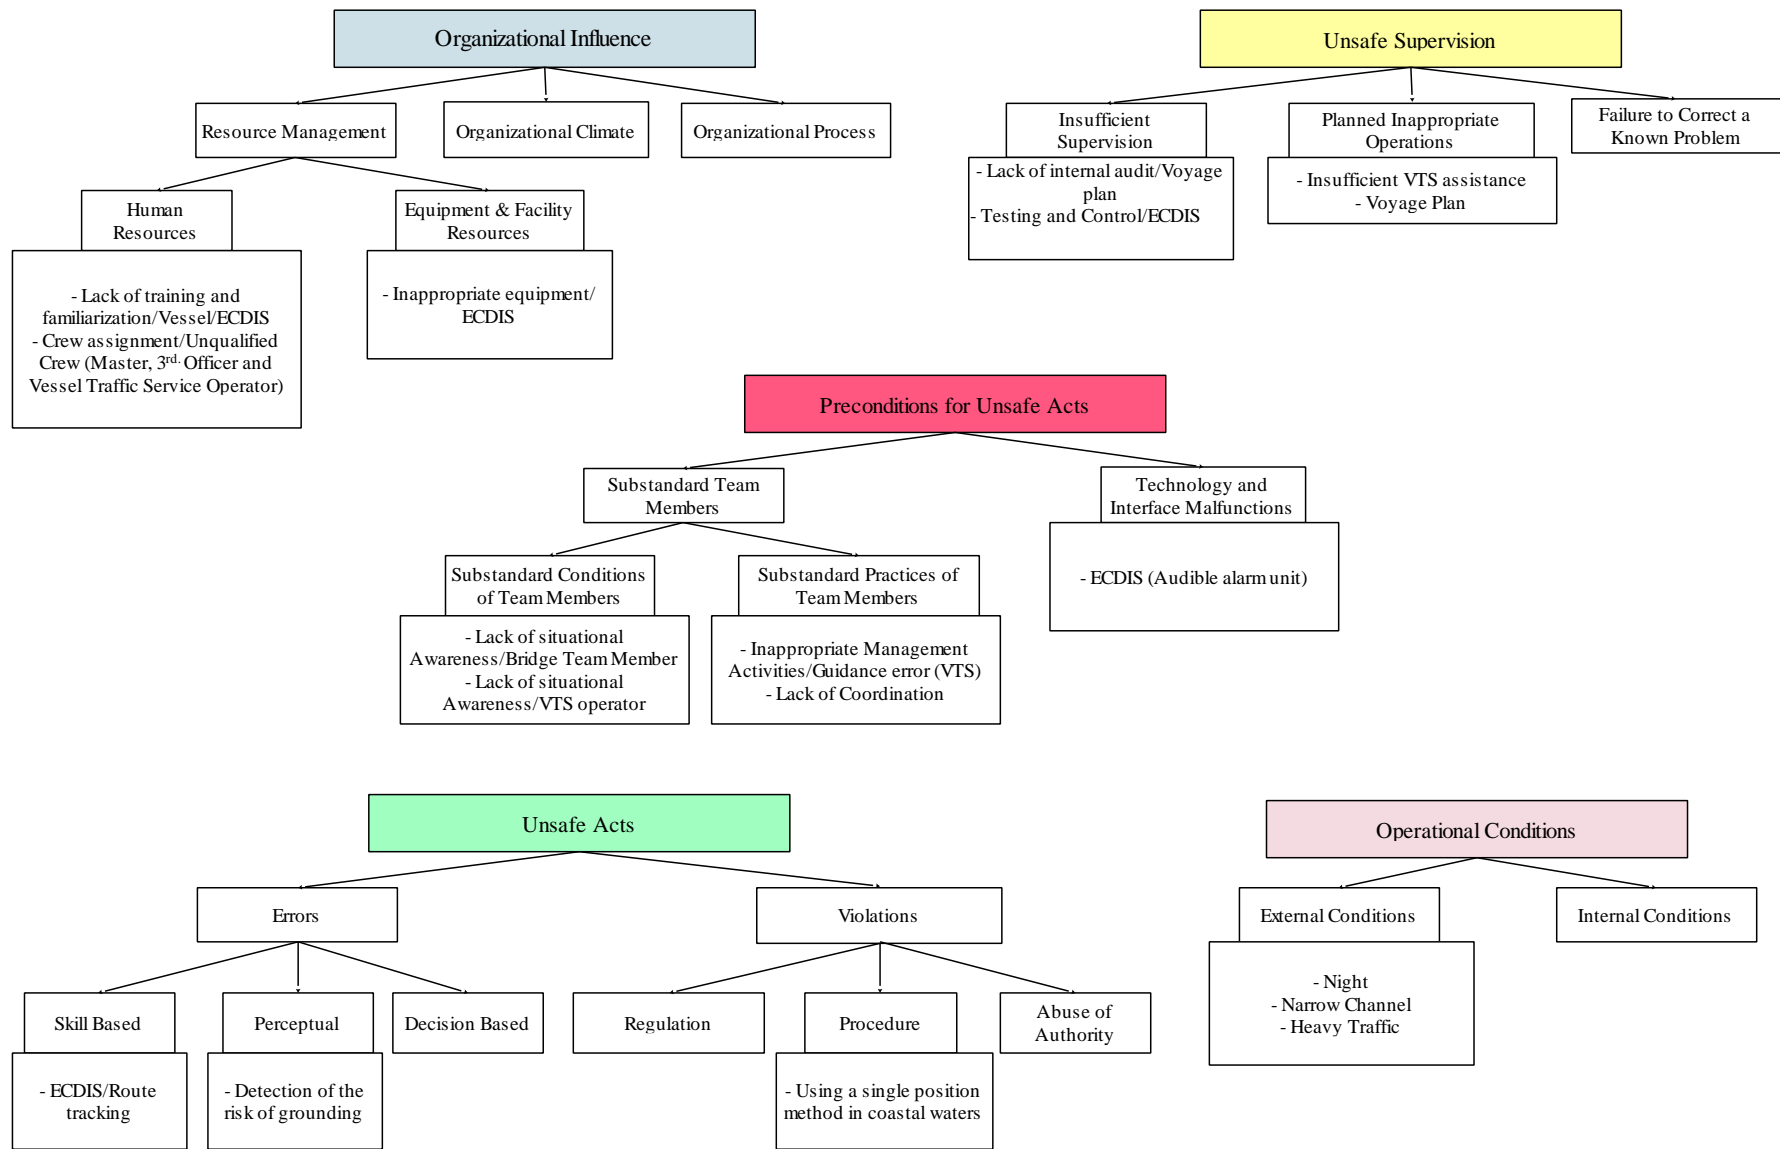 Organizational Influence
Unsafe Supervision
Resource Management
Organizational Climate
Organizational Process
Insufficient
Supervision
Planned Inappropriate
Operations
Failure to Correct a
Known Problem
- Lack of internal audit/Voyage
plan
- Testing and Control/ECDIS
- Insufficient VTS assistance
- Voyage Plan
Human
Resources
Equipment & Facility
Resources
- Lack of training and
familiarization/Vessel/ECDIS
- Crew assignment/Unqualified
Crew (Master, 3rd. Officer and
Vessel Traffic Service Operator)
- Inappropriate equipment/
ECDIS
Preconditions for Unsafe Acts
Substandard Team
Members
Technology and
Interface Malfunctions
- ECDIS (Audible alarm unit)
Substandard Conditions
of Team Members
Substandard Practices of
Team Members
- Lack of situational
Awareness/Bridge Team Member
- Lack of situational
Awareness/VTS operator
- Inappropriate Management
Activities/Guidance error (VTS)
- Lack of Coordination
Unsafe Acts
Operational Conditions
Errors
Violations
External Conditions
Internal Conditions
- Night
- Narrow Channel
- Heavy Traffic
Skill Based
Perceptual
Decision Based
Regulation
Procedure
Abuse of
Authority
- ECDIS/Route
tracking
- Detection of the
risk of grounding
- Using a single position
method in coastal waters